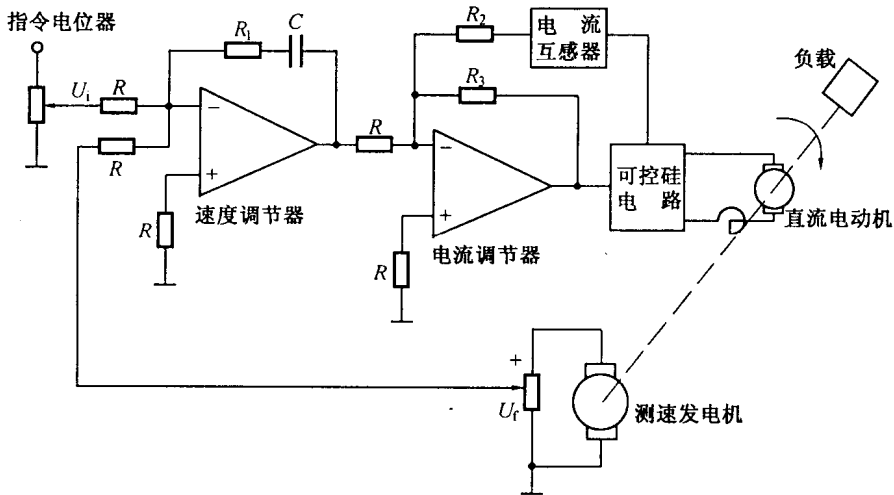 指令电位器
R₁
C
R₂
电 流
互感器
负载
Uᵢ
R
R₃
R
−
+
R
−
+
可控硅
电 路
R
速度调节器
R
电流调节器
直流电动机
+
U_f
测速发电机